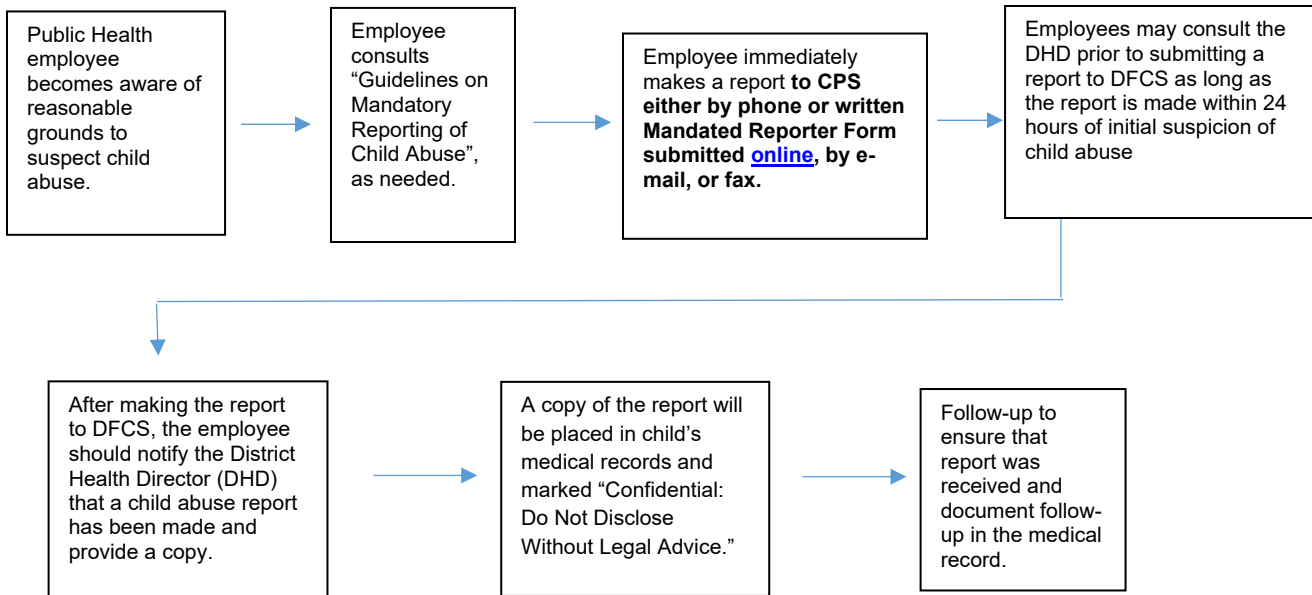 Public Health
employee
becomes aware of
reasonable
grounds to
suspect child
abuse.
Employee
consults
“Guidelines on
Mandatory
Reporting of
Child Abuse”,
as needed.
Employee immediately
makes a report to CPS
either by phone or written
Mandated Reporter Form
submitted online, by e-
mail, or fax.
Employees may consult the
DHD prior to submitting a
report to DFCS as long as
the report is made within 24
hours of initial suspicion of
child abuse
After making the report
to DFCS, the employee
should notify the District
Health Director (DHD)
that a child abuse report
has been made and
provide a copy.
A copy of the report will
be placed in child’s
medical records and
marked “Confidential:
Do Not Disclose
Without Legal Advice.”
Follow-up to
ensure that
report was
received and
document follow-
up in the medical
record.